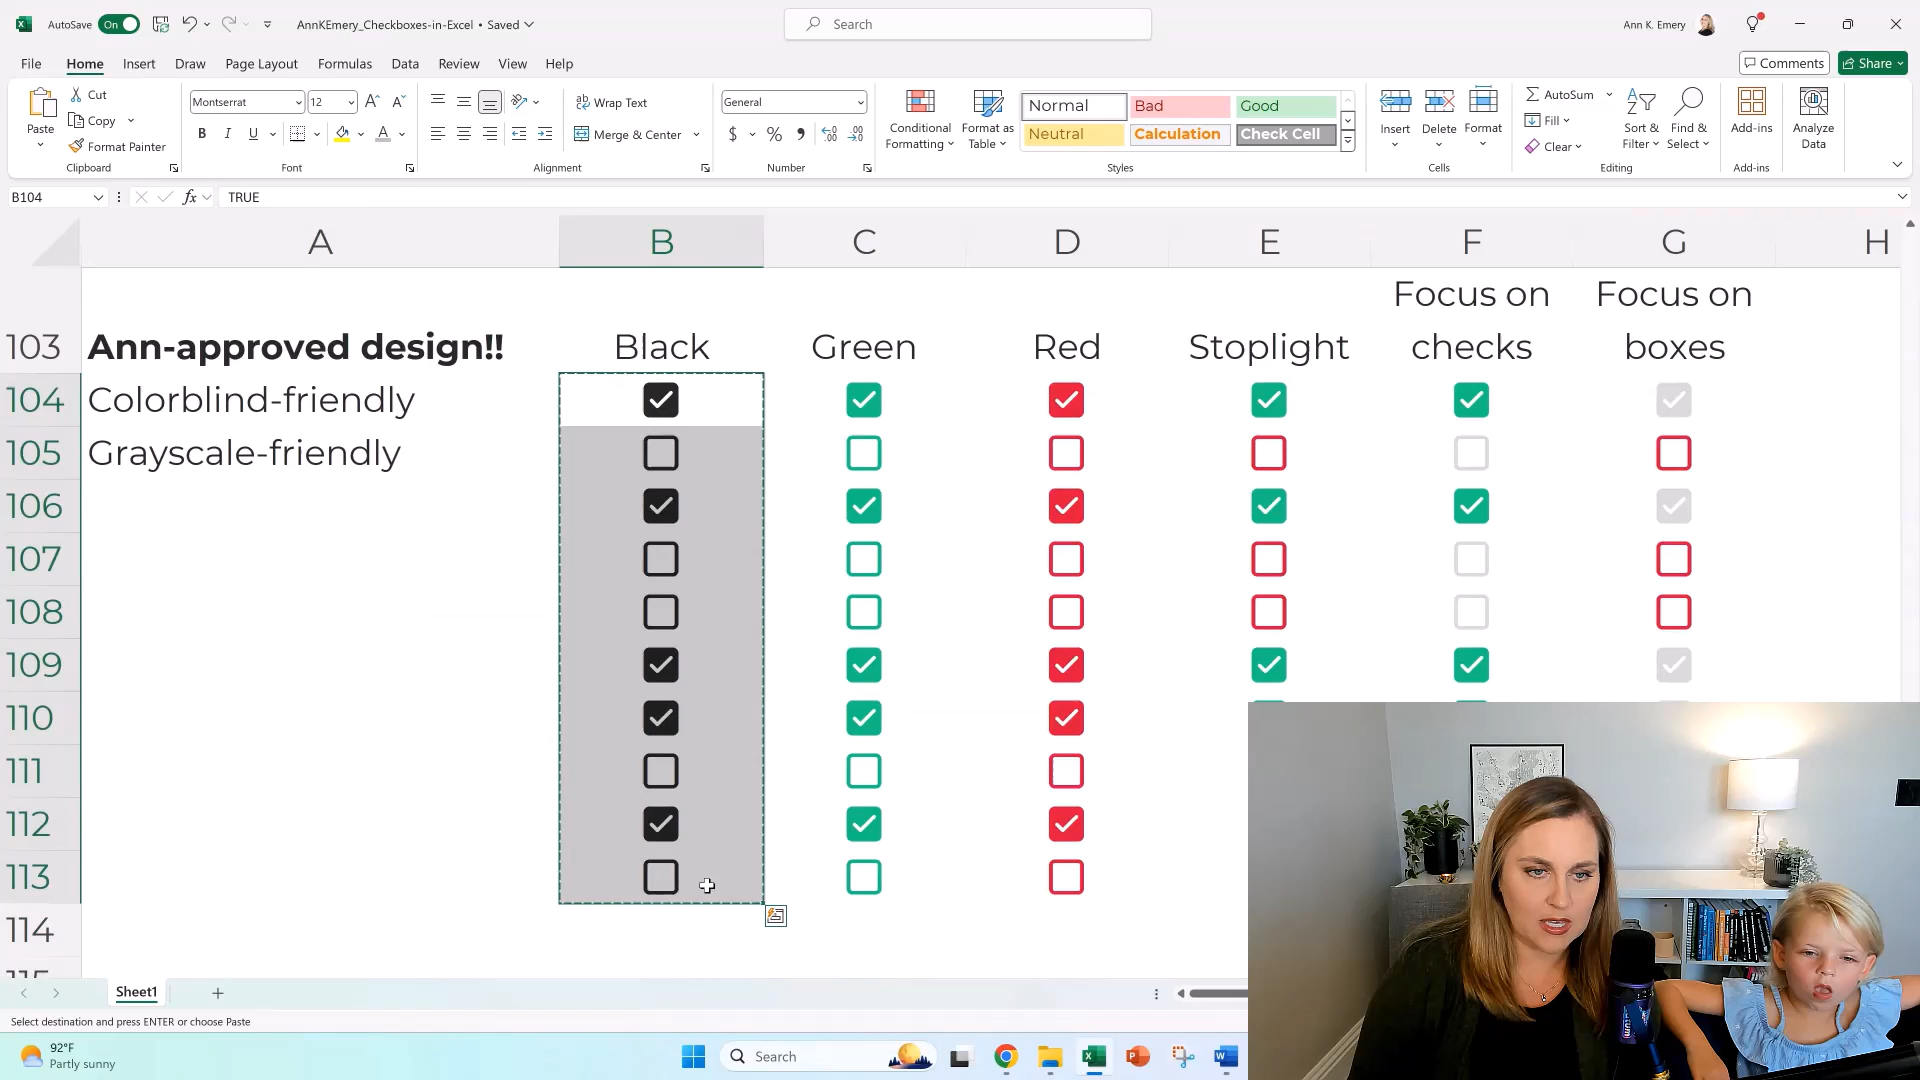 AutoSave On AnnKEmery_Checkboxes-in-Excel • Saved Search Ann K. Emery
File Home Insert Draw Page Layout Formulas Data Review View Help Comments Share
Paste Cut Copy Format Painter Clipboard
Montserrat 12 B I U A Font
Wrap Text Merge & Center Alignment
General $ % , Number
Conditional Formatting Format as Table
Normal Bad Good
Neutral Calculation Check Cell
Styles
Insert Delete Format Cells
AutoSum Fill Clear Sort & Filter Find & Select Editing
Add-ins Add-ins
Analyze Data
B104 fx TRUE
A B C D E F G H
103 Ann-approved design!! Black Green Red Stoplight Focus on checks Focus on boxes
104 Colorblind-friendly
105 Grayscale-friendly
106
107
108
109
110
111
112
113
114
115
Sheet1
Select destination and press ENTER or choose Paste
92°F
Partly sunny
Search